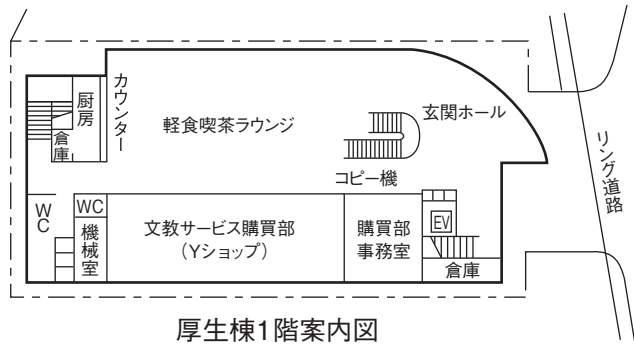 厨房
カウンター
倉庫
軽食喫茶ラウンジ
玄関ホール
リング道路
コピー機
WC
WC
機械室
文教サービス購買部
（Yショップ）
購買部
事務室
EV
倉庫
厚生棟1階案内図